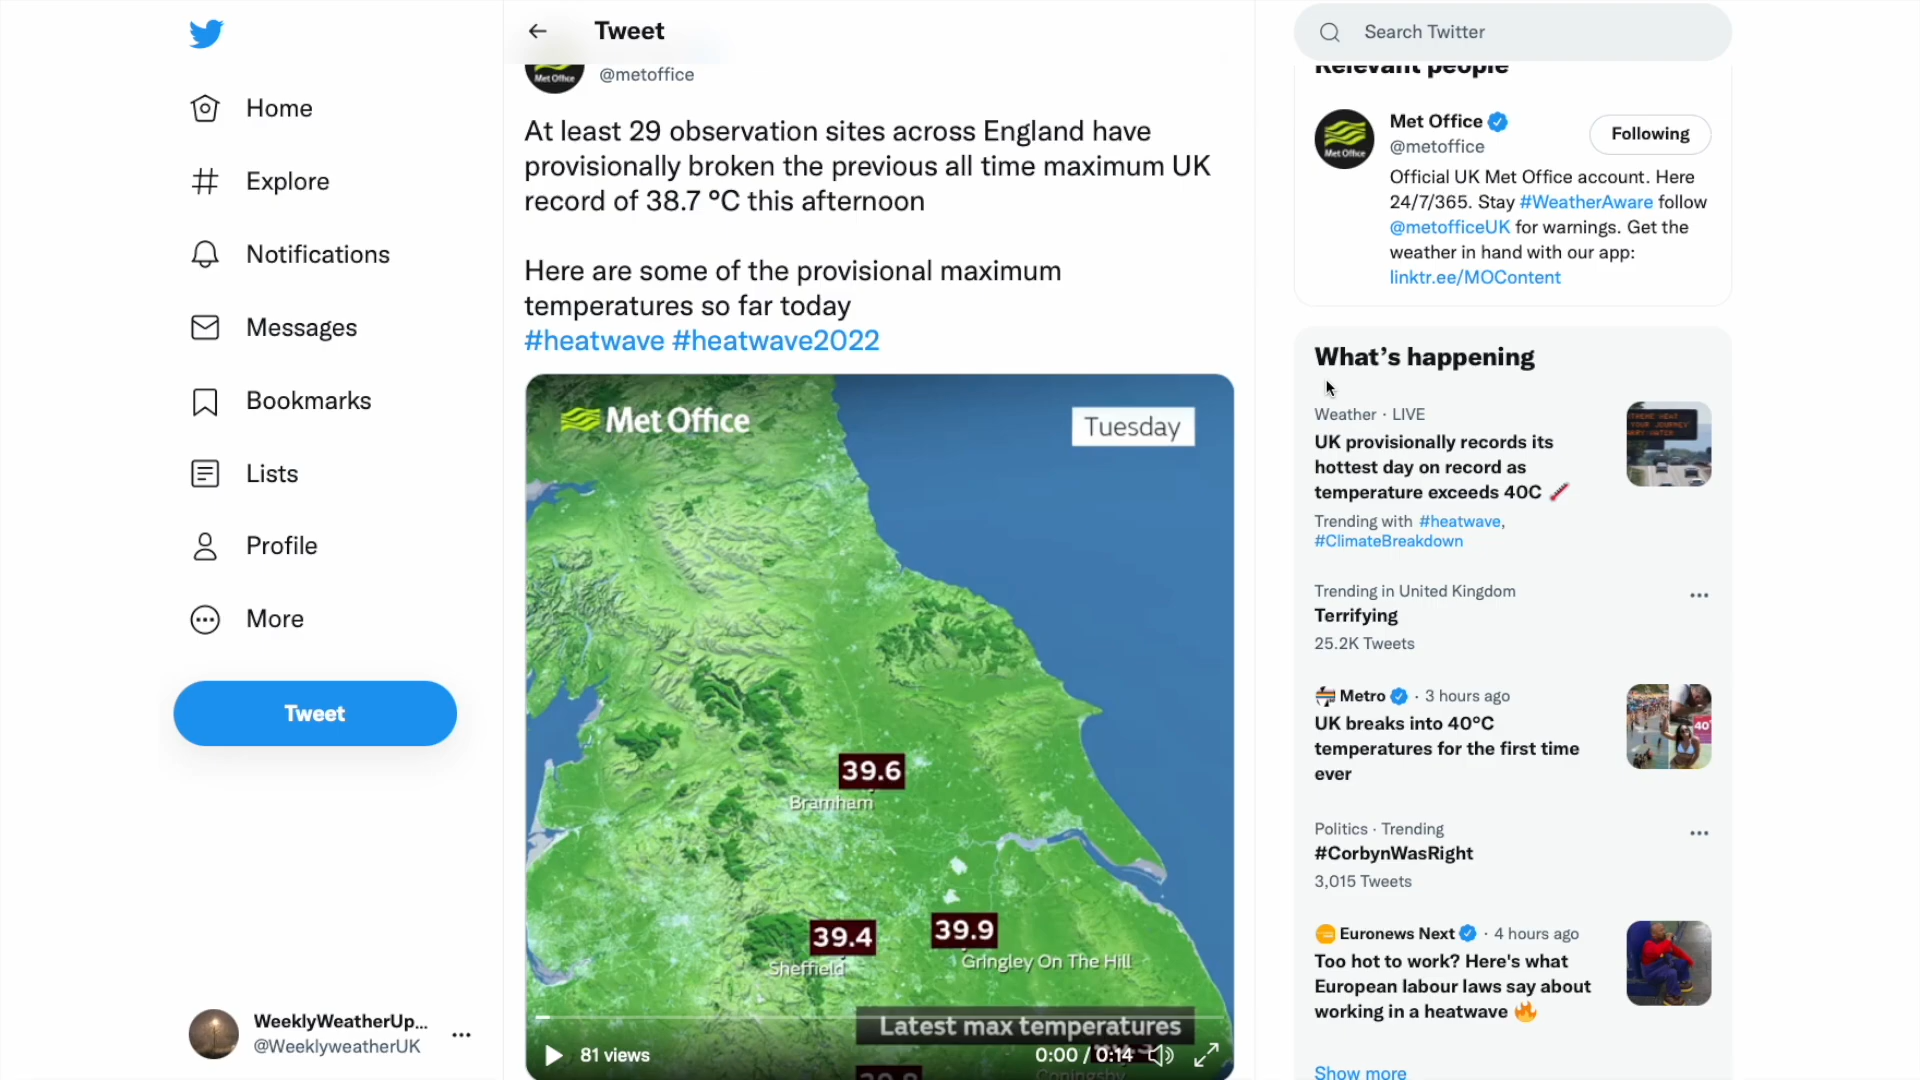 Home
Explore
Notifications
Messages
Bookmarks
Lists
Profile
More
Tweet
WeeklyWeatherUp...
@WeeklyweatherUK
Tweet
Met Office
@metoffice
At least 29 observation sites across England have
provisionally broken the previous all time maximum UK
record of 38.7 °C this afternoon
Here are some of the provisional maximum
temperatures so far today
#heatwave #heatwave2022
Met Office
Tuesday
39.6
Bramham
39.4
Sheffield
39.9
Gringley On The Hill
Latest max temperatures
81 views
0:00 / 0:14
Coningsby
Search Twitter
Relevant people
Met Office
Met Office
@metoffice
Following
Official UK Met Office account. Here
24/7/365. Stay #WeatherAware follow
@metofficeUK for warnings. Get the
weather in hand with our app:
linktr.ee/MOContent
What's happening
Weather · LIVE
UK provisionally records its
hottest day on record as
temperature exceeds 40C
Trending with #heatwave,
#ClimateBreakdown
Trending in United Kingdom
Terrifying
25.2K Tweets
Metro · 3 hours ago
UK breaks into 40°C
temperatures for the first time
ever
40
Politics · Trending
#CorbynWasRight
3,015 Tweets
Euronews Next · 4 hours ago
Too hot to work? Here's what
European labour laws say about
working in a heatwave
Show more